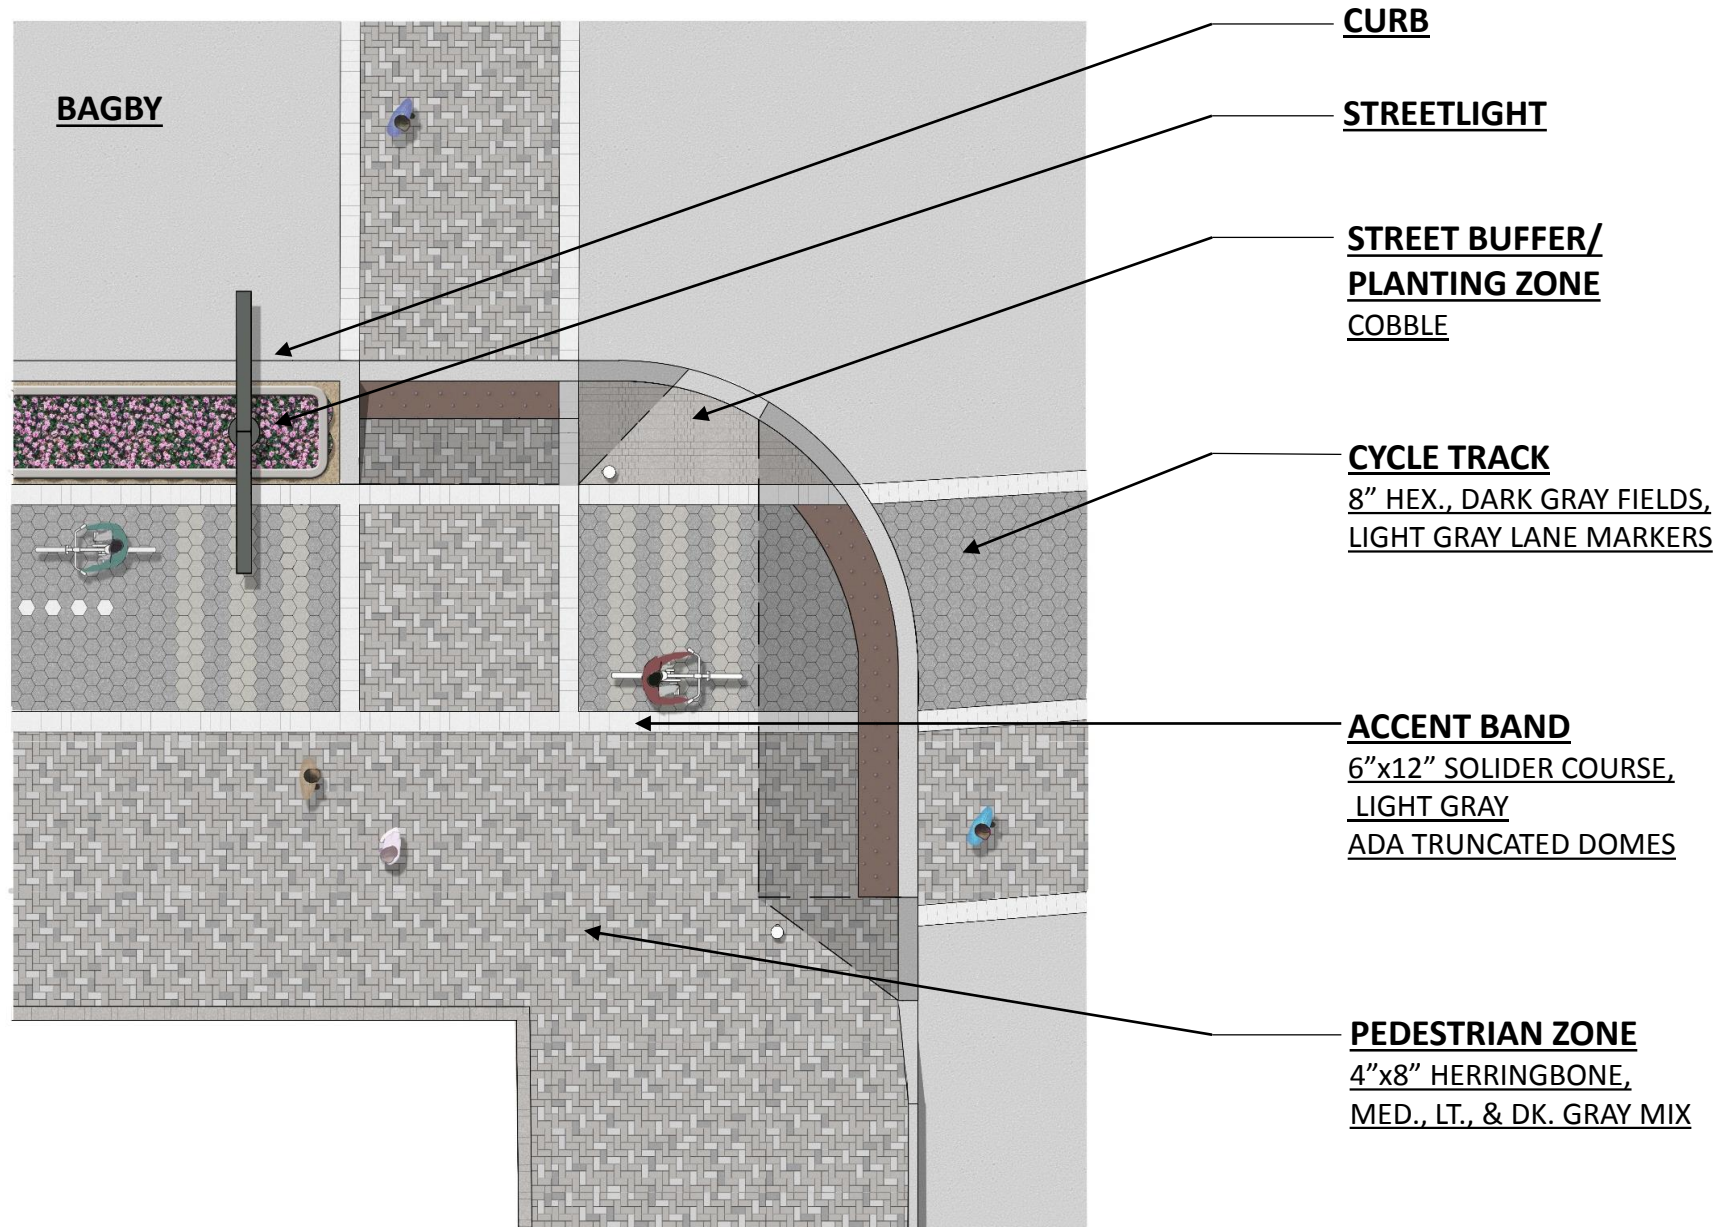 BAGBY
CURB
STREETLIGHT
STREET BUFFER/
PLANTING ZONE
COBBLE
CYCLE TRACK
8” HEX., DARK GRAY FIELDS,
LIGHT GRAY LANE MARKERS
ACCENT BAND
6”x12” SOLIDER COURSE,
LIGHT GRAY
ADA TRUNCATED DOMES
PEDESTRIAN ZONE
4”x8” HERRINGBONE,
MED., LT., & DK. GRAY MIX